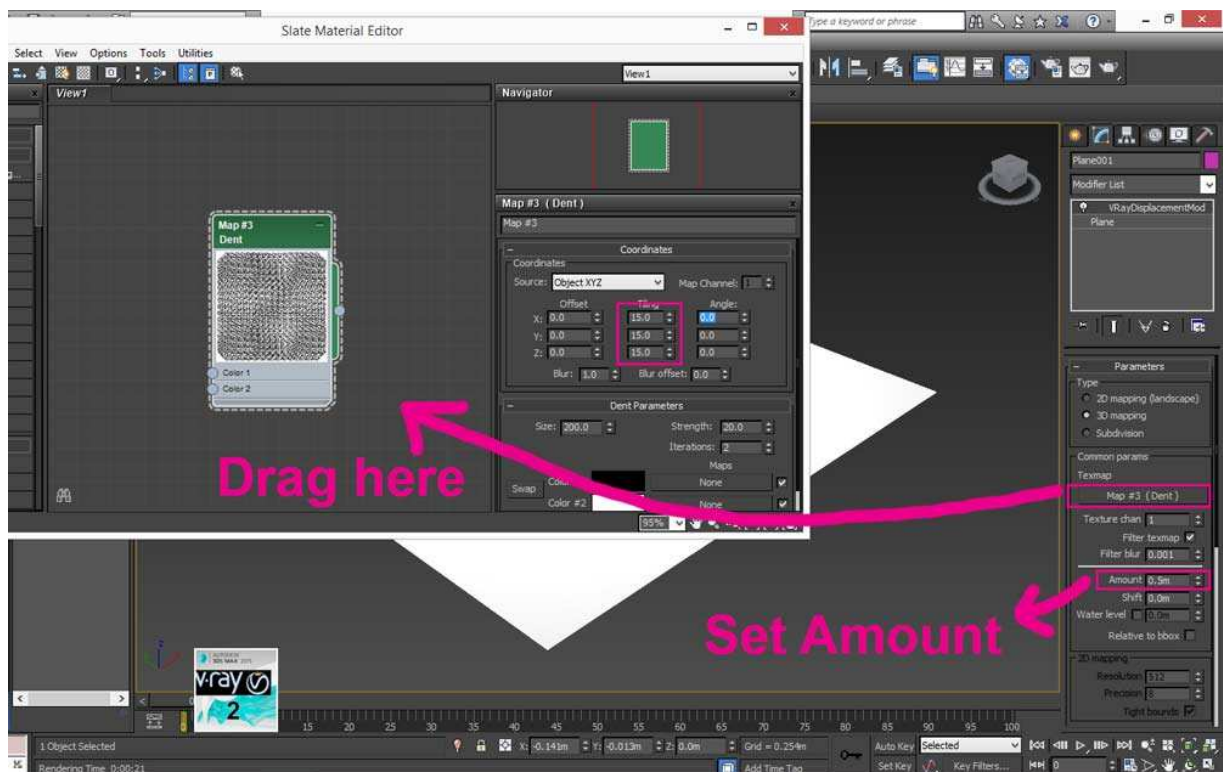 Type a keyword or phrase
Slate Material Editor
Select View Options Tools Utilities
View1
View1
Navigator
Map #3
Dent
Color 1
Color 2
Map #3 ( Dent )
Map #3
Coordinates
Coordinates
Source: Object XYZ Map Channel: 1
Offset Tiling Angle:
X: 0.0 15.0 0.0
Y: 0.0 15.0 0.0
Z: 0.0 15.0 0.0
Blur: 1.0 Blur offset: 0.0
Dent Parameters
Size: 200.0 Strength: 20.0
Iterations: 2
Maps
Swap None
Color #2 None
95%
Drag here
Plane001
Modifier List
VRayDisplacementMod
Plane
Parameters
Type
2D mapping (landscape)
3D mapping
Subdivision
Common params
Texmap
Map #3 ( Dent )
Texture chan 1
Filter texmap
Filter blur 0.001
Amount 0.5m
Shift 0.0m
Water level 0.0m
Relative to bbox
2D mapping
Resolution 512
Precision 8
Tight bounds
Set Amount
z
AUTODESK
3DS MAX 2015
v-ray
2
0
15 20 25 30 35 40 45 50 55 60 65 70 75 80 85 90 95 100
1 Object Selected X: -0.141m Y: -0.013m Z: 0.0m Grid = 0.254m Auto Key Selected
Rendering Time 0:00:21 Add Time Tag Set Key Key Filters... 0